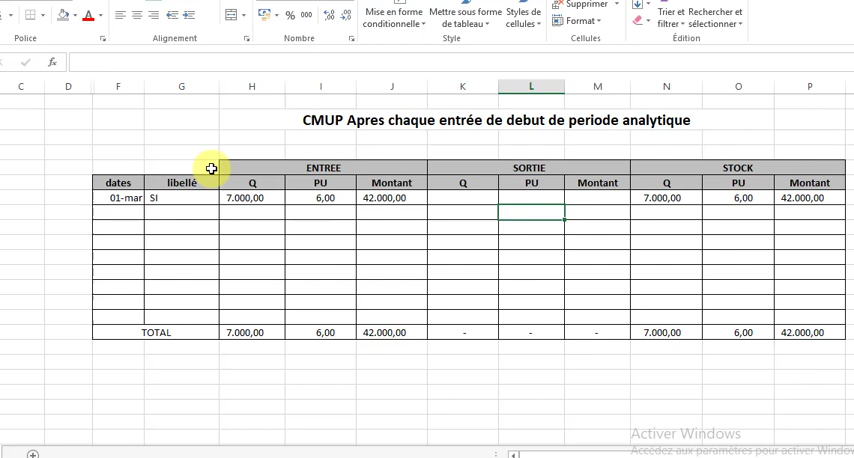 Supprimer
Mise en forme Mettre sous forme Styles de
conditionnelle de tableau cellules
Format
Trier et Rechercher et
filtrer sélectionner
A % 000
Police Alignement Nombre Style Cellules Édition
fx
C D F G H I J K L M N O P
CMUP Apres chaque entrée de debut de periode analytique
ENTREE SORTIE STOCK
dates libellé Q PU Montant Q PU Montant Q PU Montant
01-mar SI 7.000,00 6,00 42.000,00 7.000,00 6,00 42.000,00
TOTAL 7.000,00 6,00 42.000,00 - - - 7.000,00 6,00 42.000,00
Activer Windows
Accédez aux paramètres pour activer Window